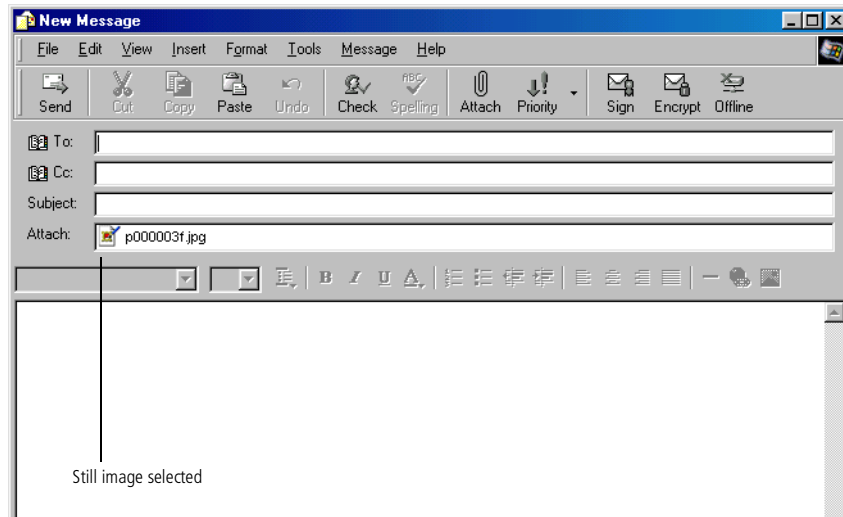 New Message
File Edit View Insert Format Tools Message Help
Send Cut Copy Paste Undo Check Spelling Attach Priority Sign Encrypt Offline
To:
Cc:
Subject:
Attach: p000003f.jpg
B I U A
Still image selected